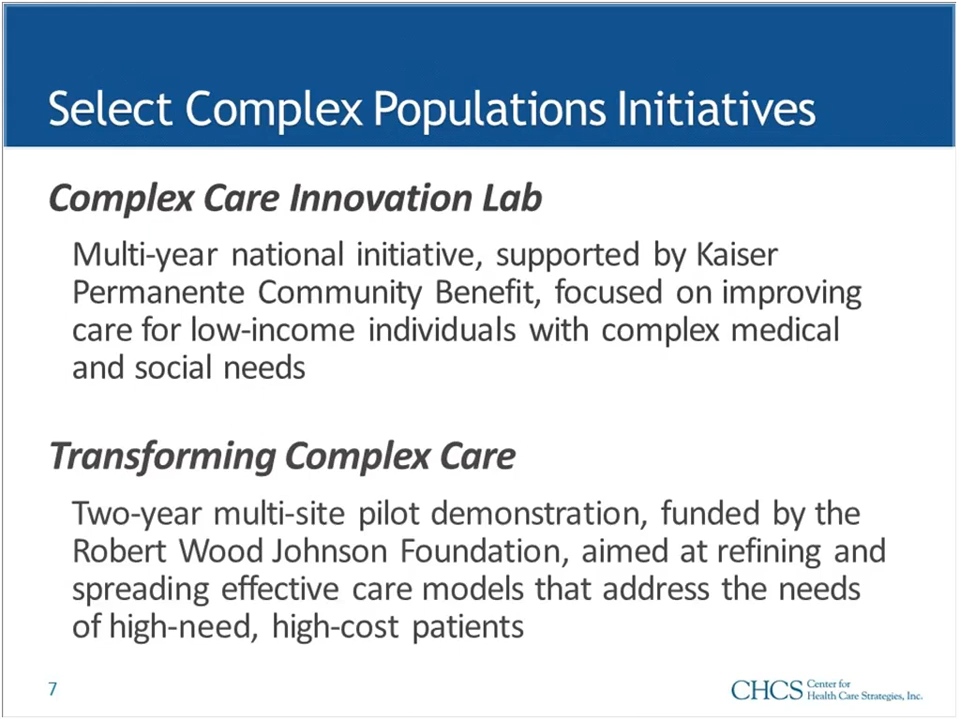 Select Complex Populations Initiatives
Complex Care Innovation Lab
Multi-year national initiative, supported by Kaiser
Permanente Community Benefit, focused on improving
care for low-income individuals with complex medical
and social needs
Transforming Complex Care
Two-year multi-site pilot demonstration, funded by the
Robert Wood Johnson Foundation, aimed at refining and
spreading effective care models that address the needs
of high-need, high-cost patients
7
CHCS Center for
Health Care Strategies, Inc.